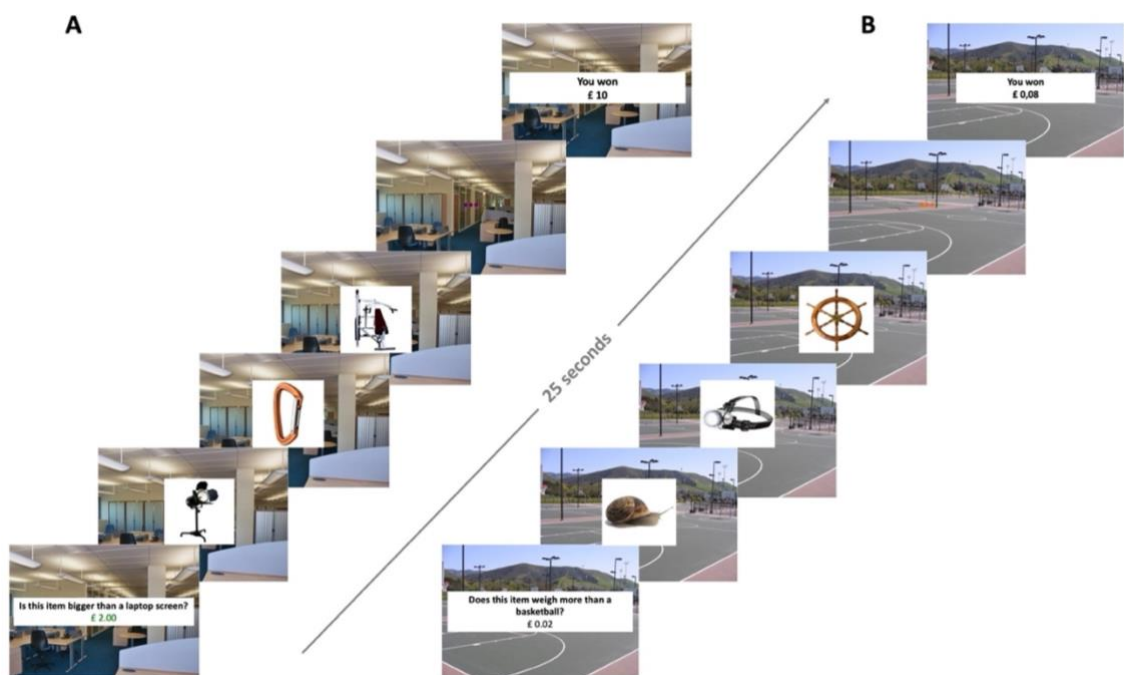 A
B
You won
£ 10
You won
£ 0,08
25 seconds
Is this item bigger than a laptop screen?
£ 2.00
Does this item weigh more than a
basketball?
£ 0.02